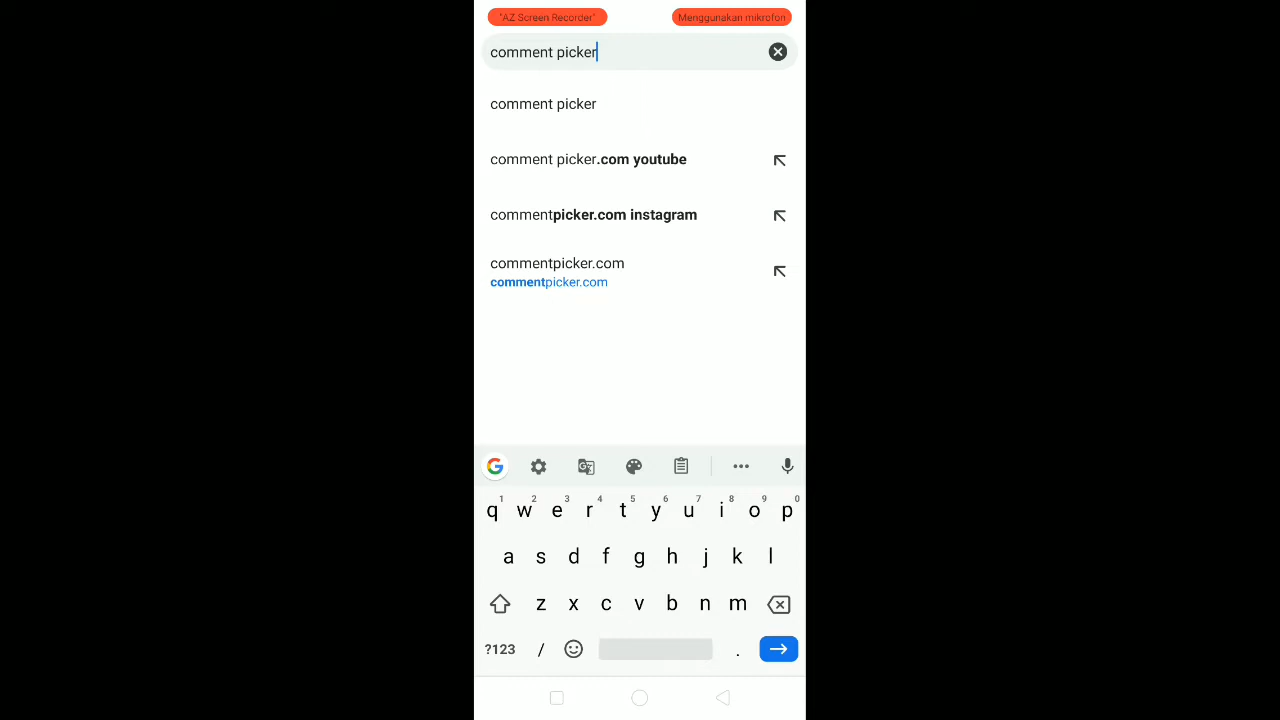 "AZ Screen Recorder" Menggunakan mikrofon
comment picker
comment picker
comment picker.com youtube
commentpicker.com instagram
commentpicker.com
commentpicker.com
G
1 2 3 4 5 6 7 8 9 0
q w e r t y u i o p
a s d f g h j k l
z x c v b n m
?123 / .